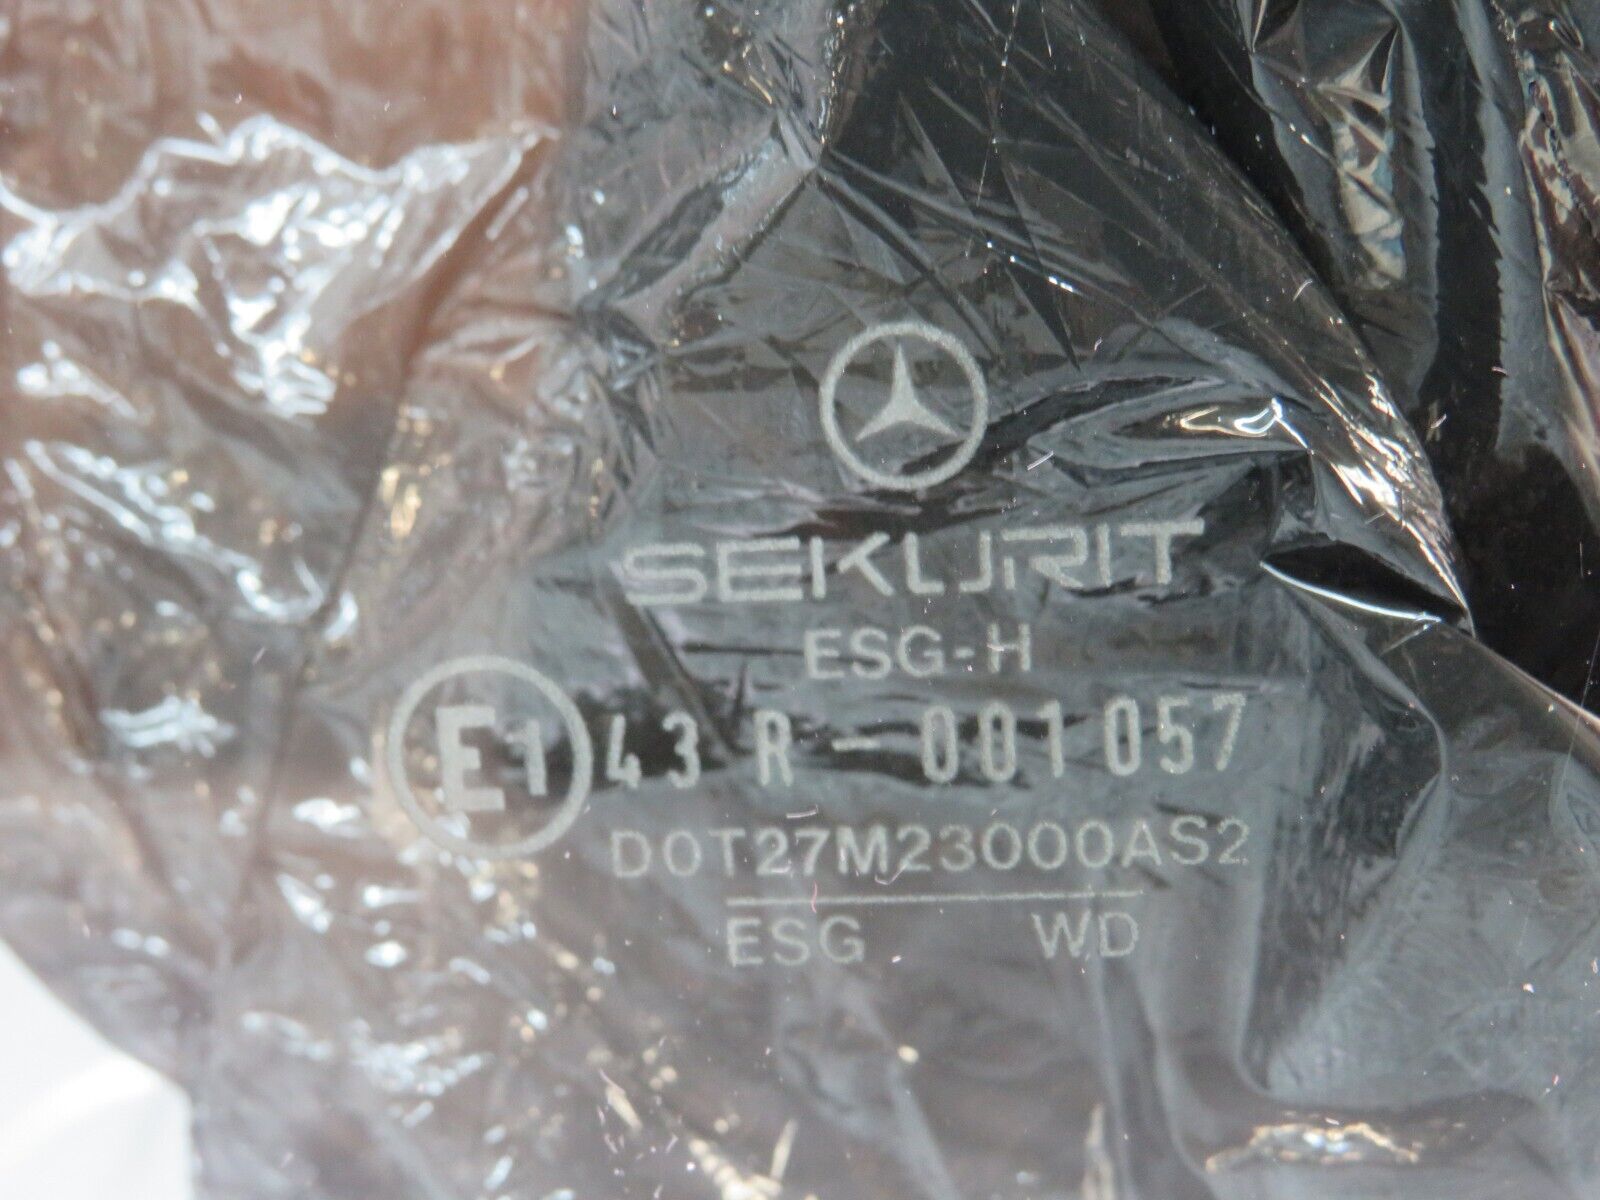 SEKURIT
ESG-H
E1 43 R-001057
DOT27M23000AS2
ESG WD